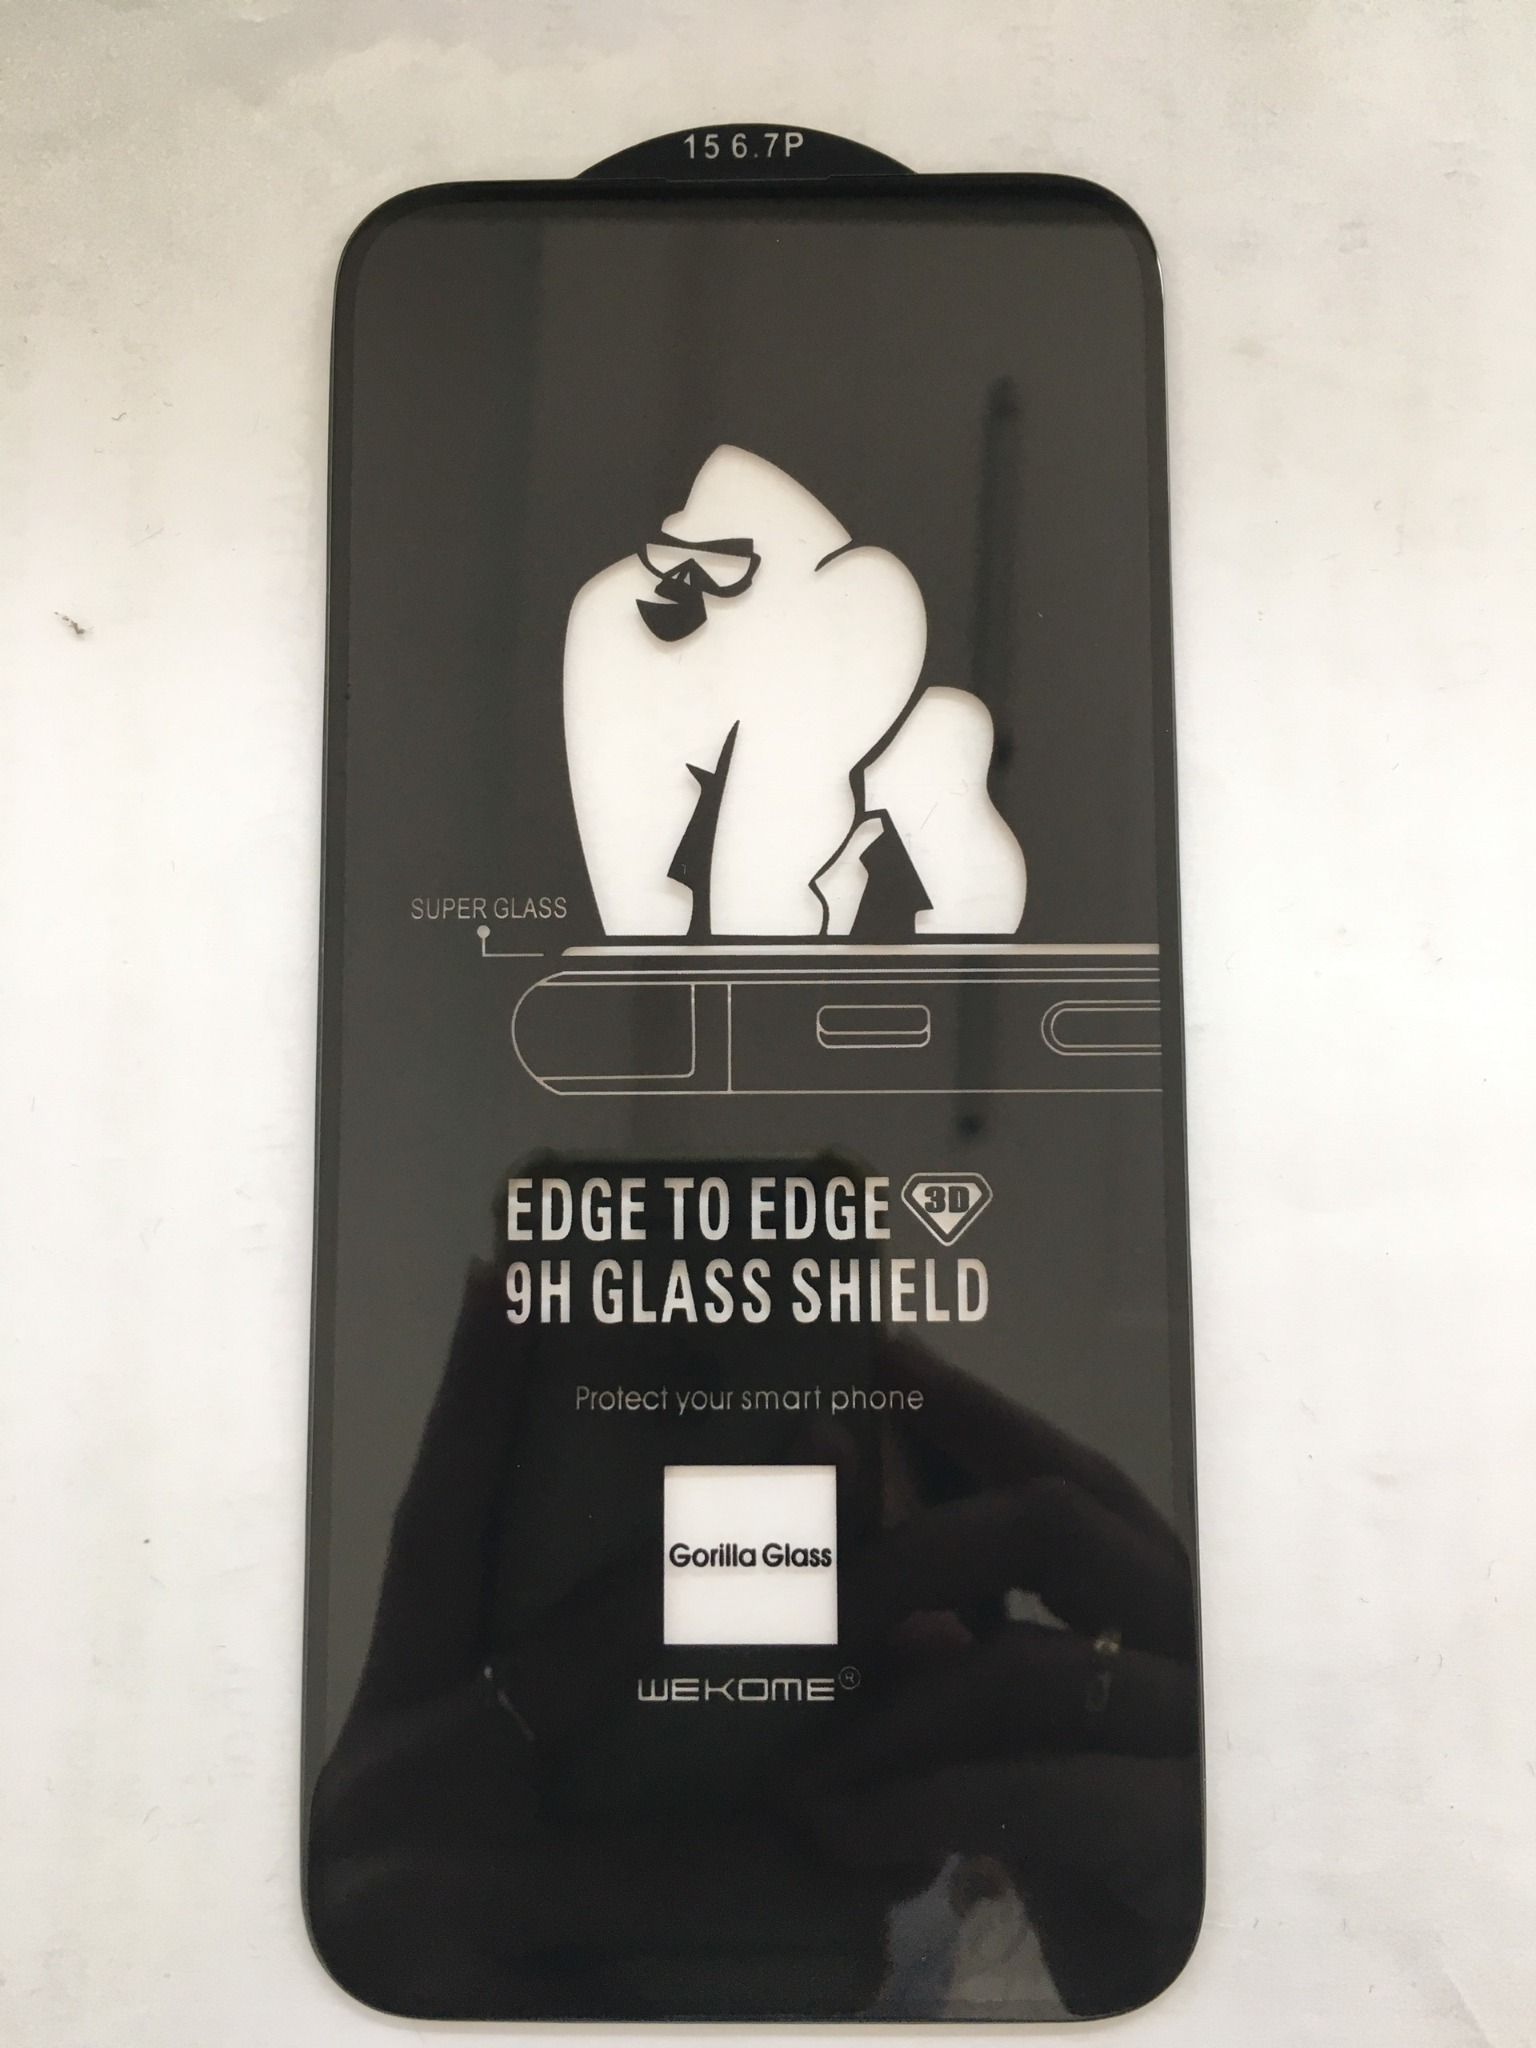 15 6.7P
SUPER GLASS
EDGE TO EDGE 3D
9H GLASS SHIELD
Protect your smart phone
Gorilla Glass
WEKOME®